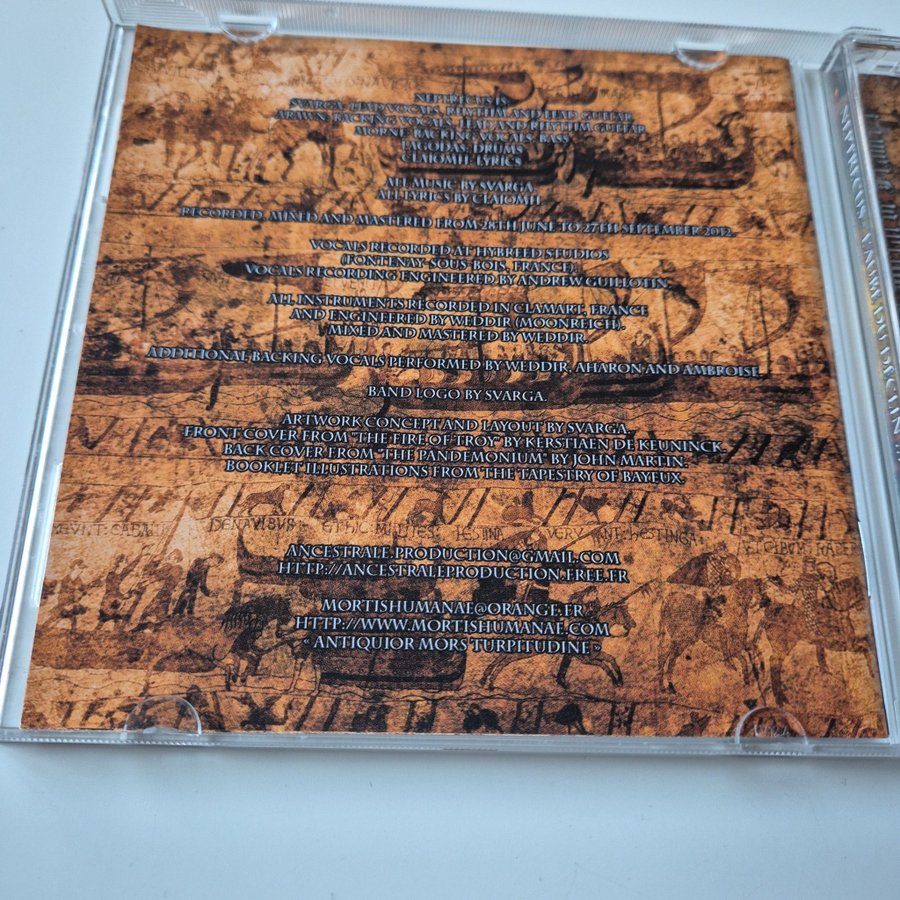 NEPTRECUS IS
SVARGA, LEAD VOCALS, RHYTHM AND LEAD GUITAR
ARAWN, BACKING VOCALS, LEAD AND RHYTHM GUITAR
MORNE, BACKING VOCALS, BASS
LAGODAS, DRUMS
CLAIOMH, LYRICS
ALL MUSIC BY SVARGA.
ALL LYRICS BY CLAIOMH.
RECORDED, MIXED AND MASTERED FROM 28TH JUNE TO 27TH SEPTEMBER 2012.
VOCALS RECORDED AT HYBREED STUDIOS
(FONTENAY-SOUS-BOIS, FRANCE).
VOCALS RECORDING ENGINEERED BY ANDREW GUILLOTIN.
ALL INSTRUMENTS RECORDED IN CLAMART, FRANCE
AND ENGINEERED BY WEDDIR (MOONREICH).
MIXED AND MASTERED BY WEDDIR.
ADDITIONAL BACKING VOCALS PERFORMED BY WEDDIR, AHARON AND AMBROISE.
BAND LOGO BY SVARGA.
ARTWORK CONCEPT AND LAYOUT BY SVARGA.
FRONT COVER FROM "THE FIRE OF TROY" BY KERSTIAEN DE KEUNINCK.
BACK COVER FROM "THE PANDEMONIUM" BY JOHN MARTIN.
BOOKLET ILLUSTRATIONS FROM THE TAPESTRY OF BAYEUX.
DENAVIBVS
ANCESTRALE.PRODUCTION@GMAIL.COM
HTTP://ANCESTRALEPRODUCTION.FREE.FR
MORTISHUMANAE@ORANGE.FR
HTTP://WWW.MORTISHUMANAE.COM
« ANTIQUIOR MORS TURPITUDINE »
NEPTRECUS